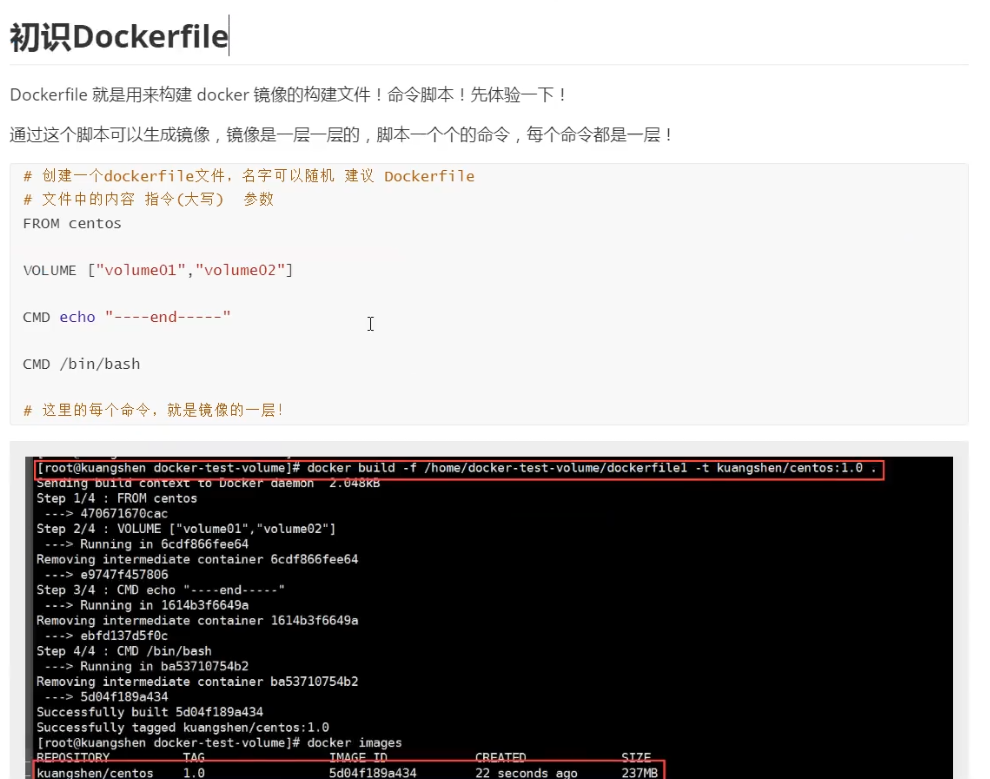 初识Dockerfile
Dockerfile 就是用来构建 docker 镜像的构建文件！命令脚本！先体验一下！
通过这个脚本可以生成镜像，镜像是一层一层的，脚本一个个的命令，每个命令都是一层！
# 创建一个dockerfile文件，名字可以随机 建议 Dockerfile
# 文件中的内容 指令(大写) 参数
FROM centos
VOLUME ["volume01","volume02"]
CMD echo "----end-----"
CMD /bin/bash
# 这里的每个命令，就是镜像的一层！
[root@kuangshen docker-test-volume]# docker build -f /home/docker-test-volume/dockerfile1 -t kuangshen/centos:1.0 .
Sending build context to Docker daemon  2.048kB
Step 1/4 : FROM centos
 ---> 470671670cac
Step 2/4 : VOLUME ["volume01","volume02"]
 ---> Running in 6cdf866fee64
Removing intermediate container 6cdf866fee64
 ---> e9747f457806
Step 3/4 : CMD echo "----end-----"
 ---> Running in 1614b3f6649a
Removing intermediate container 1614b3f6649a
 ---> ebfd137d5f0c
Step 4/4 : CMD /bin/bash
 ---> Running in ba53710754b2
Removing intermediate container ba53710754b2
 ---> 5d04f189a434
Successfully built 5d04f189a434
Successfully tagged kuangshen/centos:1.0
[root@kuangshen docker-test-volume]# docker images
REPOSITORY TAG IMAGE ID CREATED SIZE
kuangshen/centos 1.0 5d04f189a434 22 seconds ago 237MB